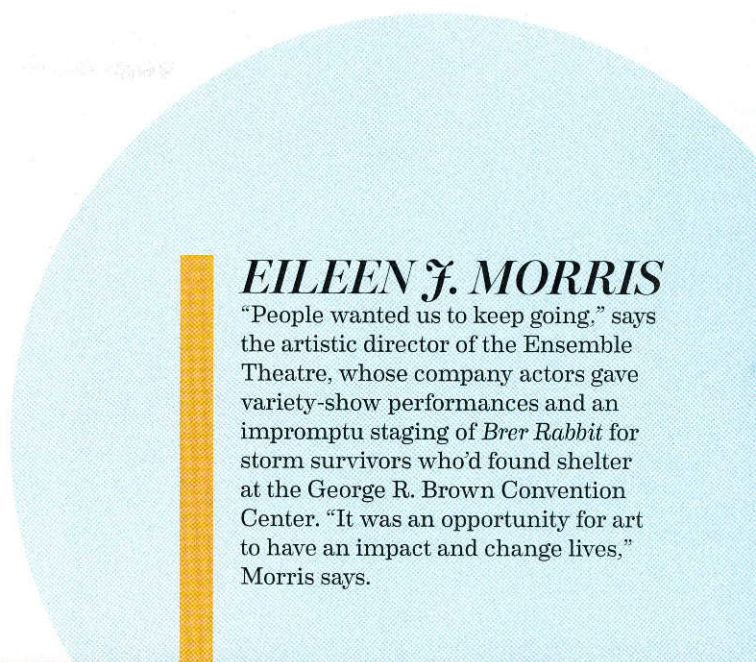 EILEEN J. MORRIS
“People wanted us to keep going,” says
the artistic director of the Ensemble
Theatre, whose company actors gave
variety-show performances and an
impromptu staging of Brer Rabbit for
storm survivors who’d found shelter
at the George R. Brown Convention
Center. “It was an opportunity for art
to have an impact and change lives,”
Morris says.